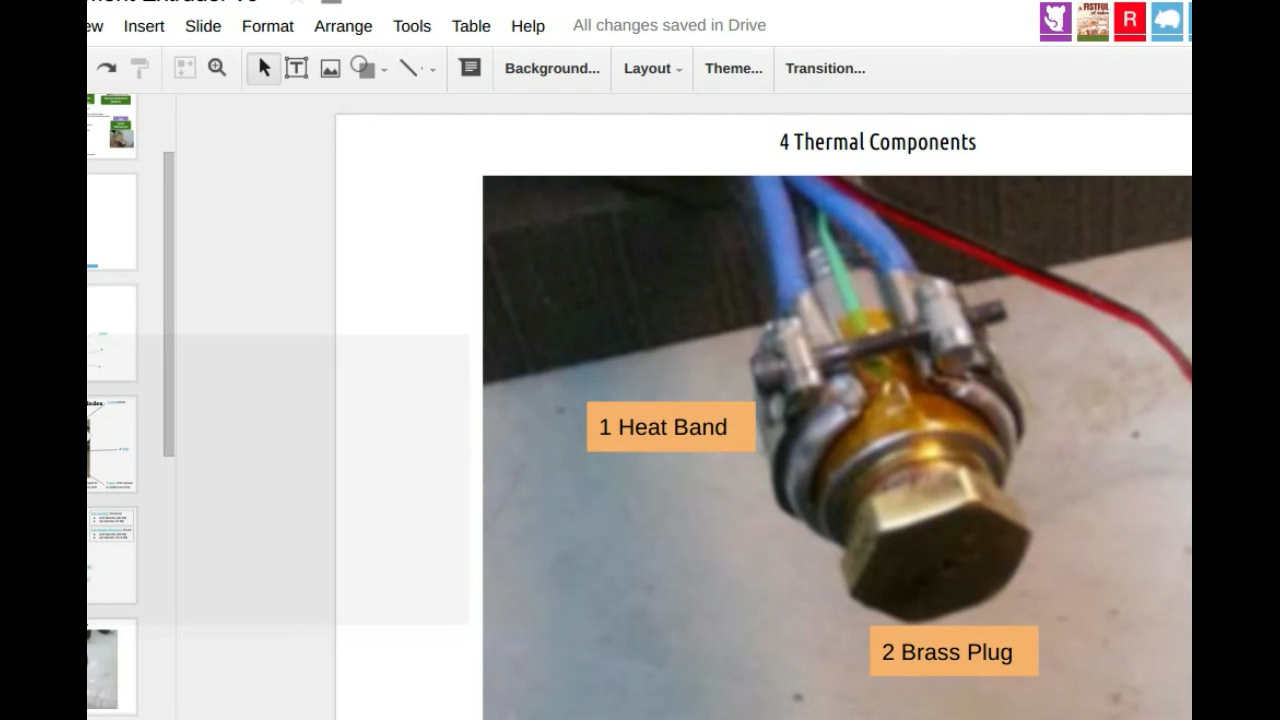 ew Insert Slide Format Arrange Tools Table Help All changes saved in Drive
A FISTFUL
R
T
Background... Layout Theme... Transition...
4 Thermal Components
1 Heat Band
2 Brass Plug